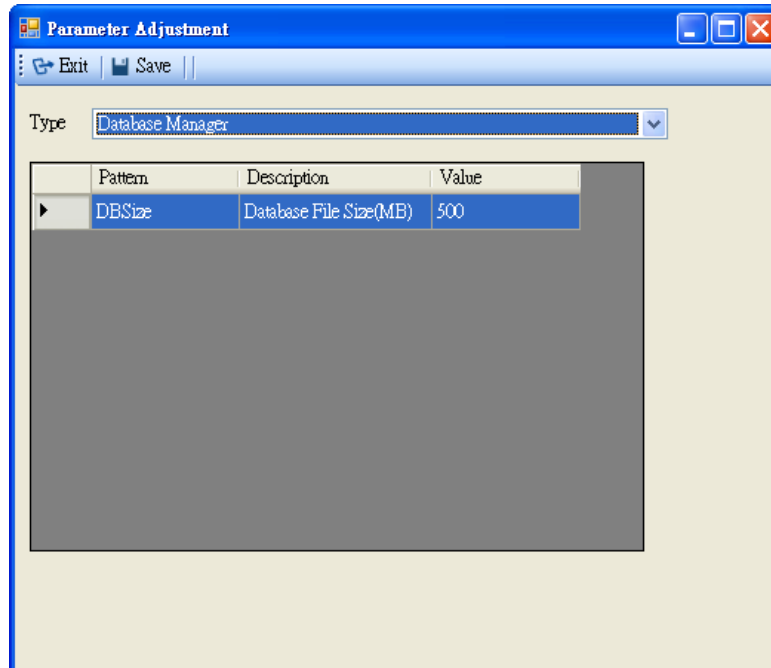 Parameter Adjustment
Exit Save
Type Database Manager
Pattern Description Value
DBSize Database File Size(MB) 500